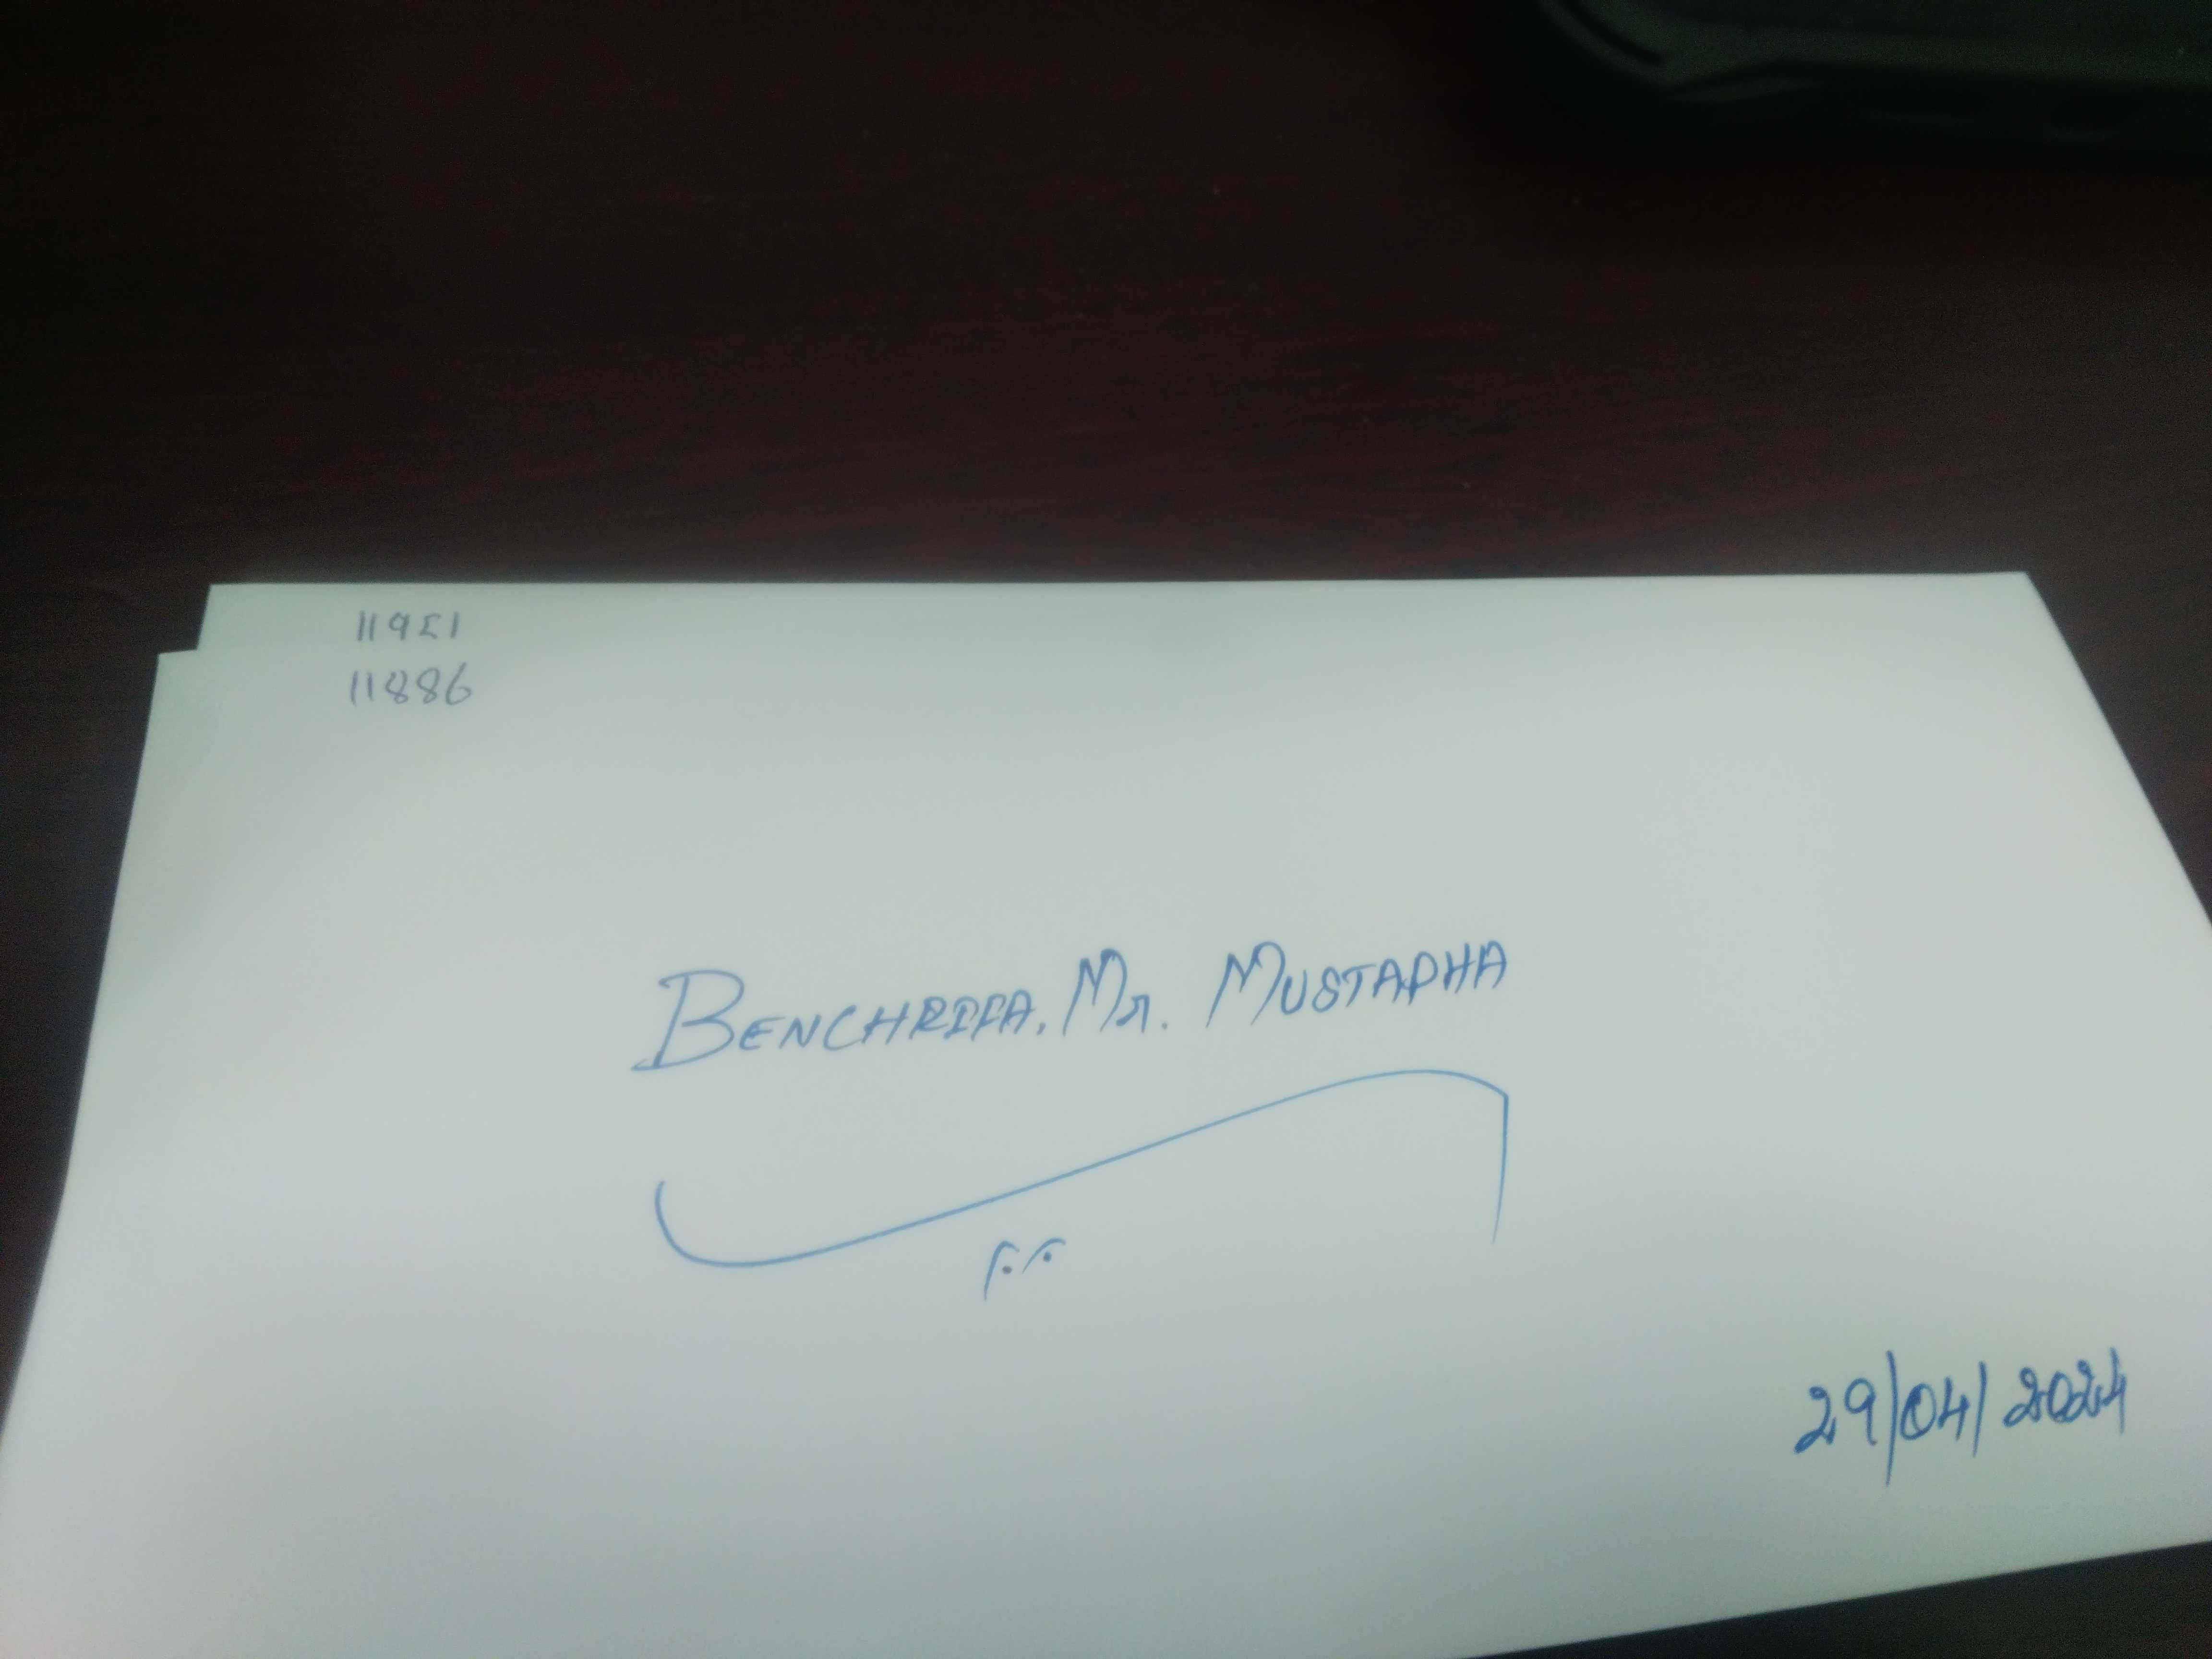 11951
11886
BENCHRIFA, Mr. MUSTAPHA
29/04/2024